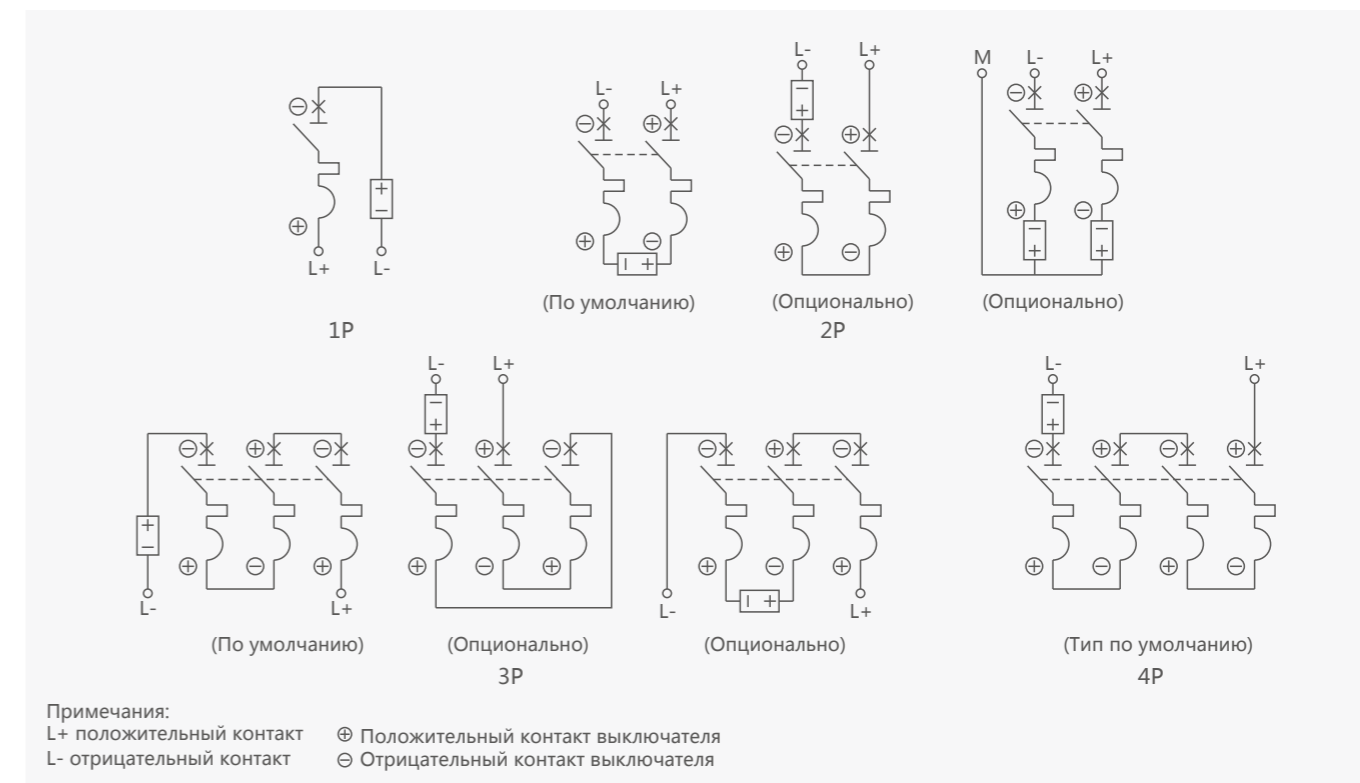 L- L+ M L- L+
L- L+
⊖ ⊖ ⊕
⊖ ⊕ ⊖ ⊕
+ −
− +
⊕ ⊕ ⊖ ⊕ ⊖ ⊕ ⊖
− + − + − +
L+ L-
(По умолчанию) (Опционально) (Опционально)
1P 2P
L- L+ L- L+
− + − +
⊖ ⊕ ⊖ ⊖ ⊕ ⊖ ⊖ ⊕ ⊖ ⊖ ⊕ ⊖ ⊕
+ −
⊕ ⊖ ⊕ ⊕ ⊖ ⊕ ⊕ ⊖ ⊕ ⊕ ⊖ ⊕ ⊖
− +
L- L+ L- L+
(По умолчанию) (Опционально) (Опционально) (Тип по умолчанию)
3P 4P
Примечания:
L+ положительный контакт ⊕ Положительный контакт выключателя
L- отрицательный контакт ⊖ Отрицательный контакт выключателя